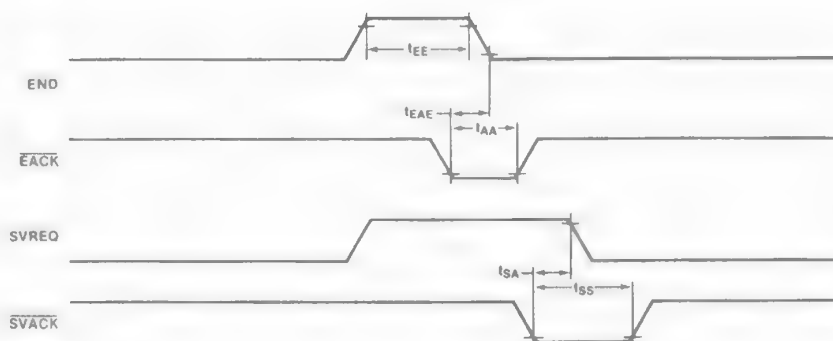 tEE
END
tEAE
tAA
EACK
SVREQ
tSA
tSS
SVACK